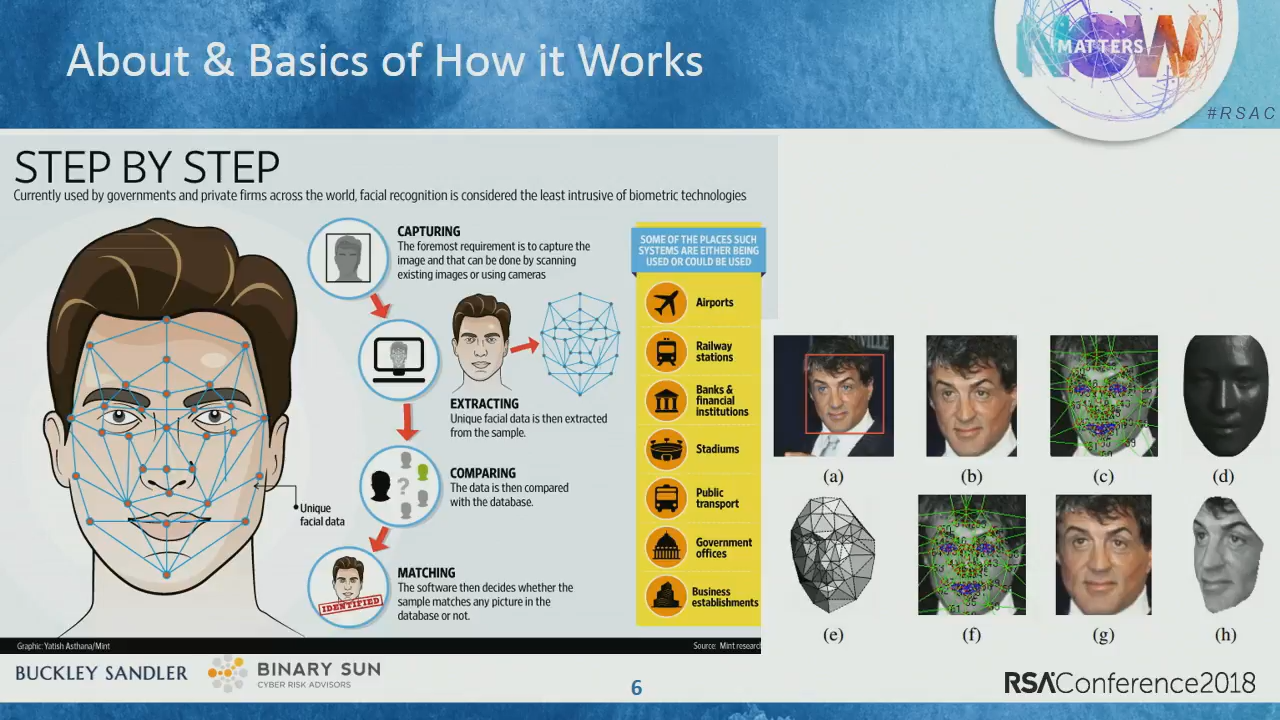 About & Basics of How it Works
NOW
MATTERS
#RSAC
STEP BY STEP
Currently used by governments and private firms across the world, facial recognition is considered the least intrusive of biometric technologies
CAPTURING
The foremost requirement is to capture the
image and that can be done by scanning
existing images or using cameras
EXTRACTING
Unique facial data is then extracted
from the sample.
COMPARING
The data is then compared
with the database.
?
Unique
facial data
MATCHING
The software then decides whether the
sample matches any picture in the
database or not.
IDENTIFIED
SOME OF THE PLACES SUCH
SYSTEMS ARE EITHER BEING
USED OR COULD BE USED
Airports
Railway
stations
Banks &
financial
institutions
Stadiums
Public
transport
Government
offices
Business
establishments
Graphic: Yatish Asthana/Mint
Source: Mint research
(a)
(b)
(c)
(d)
(e)
(f)
(g)
(h)
BUCKLEY SANDLER
BINARY SUN
CYBER RISK ADVISORS
6
RSAConference2018